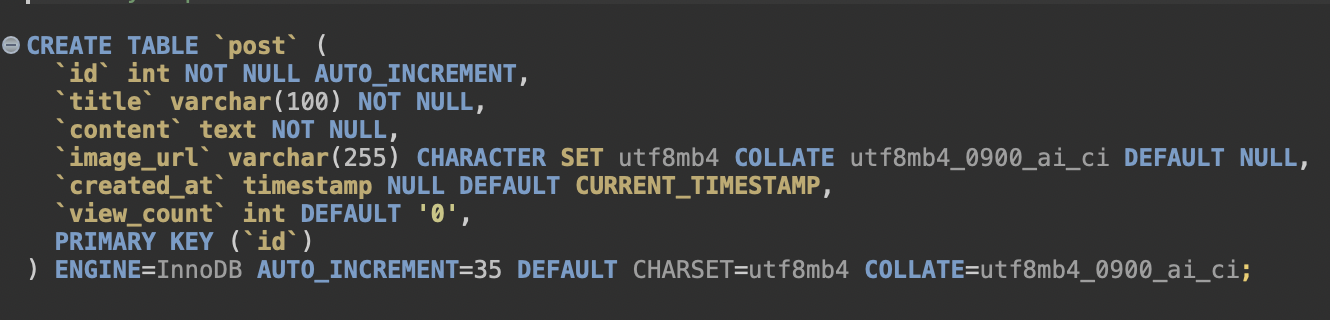 CREATE TABLE `post` (
`id` int NOT NULL AUTO_INCREMENT,
`title` varchar(100) NOT NULL,
`content` text NOT NULL,
`image_url` varchar(255) CHARACTER SET utf8mb4 COLLATE utf8mb4_0900_ai_ci DEFAULT NULL,
`created_at` timestamp NULL DEFAULT CURRENT_TIMESTAMP,
`view_count` int DEFAULT '0',
PRIMARY KEY (`id`)
) ENGINE=InnoDB AUTO_INCREMENT=35 DEFAULT CHARSET=utf8mb4 COLLATE=utf8mb4_0900_ai_ci;